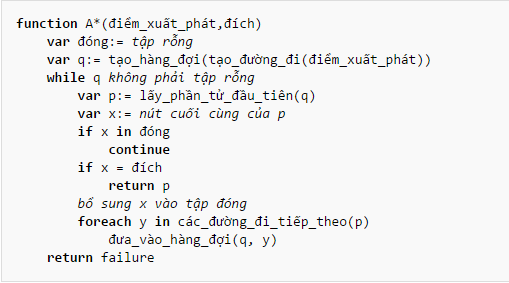 function A*(điểm_xuất_phát,đích)
var đóng:= tập rỗng
var q:= tạo_hàng_đợi(tạo_đường_đi(điểm_xuất_phát))
while q không phải tập rỗng
var p:= lấy_phần_tử_đầu_tiên(q)
var x:= nút cuối cùng của p
if x in đóng
continue
if x = đích
return p
bổ sung x vào tập đóng
foreach y in các_đường_đi_tiếp_theo(p)
đưa_vào_hàng_đợi(q, y)
return failure